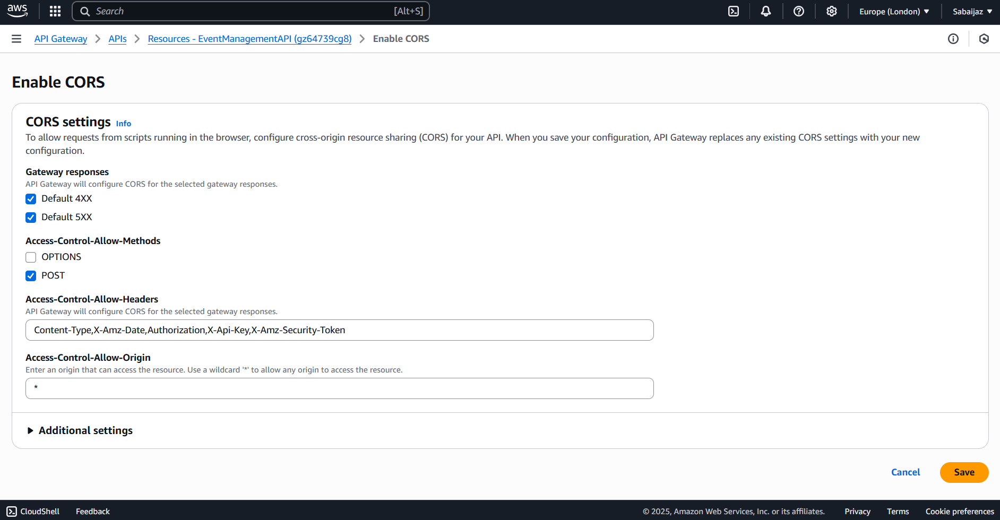 aws
Search
[Alt+S]
Europe (London)
Sabaijaz
API Gateway
APIs
Resources - EventManagementAPI (gz64739cg8)
Enable CORS
Enable CORS
CORS settings Info
To allow requests from scripts running in the browser, configure cross-origin resource sharing (CORS) for your API. When you save your configuration, API Gateway replaces any existing CORS settings with your new
configuration.
Gateway responses
API Gateway will configure CORS for the selected gateway responses.
Default 4XX
Default 5XX
Access-Control-Allow-Methods
OPTIONS
POST
Access-Control-Allow-Headers
API Gateway will configure CORS for the selected gateway responses.
Content-Type,X-Amz-Date,Authorization,X-Api-Key,X-Amz-Security-Token
Access-Control-Allow-Origin
Enter an origin that can access the resource. Use a wildcard '*' to allow any origin to access the resource.
*
Additional settings
Cancel
Save
CloudShell
Feedback
© 2025, Amazon Web Services, Inc. or its affiliates.
Privacy
Terms
Cookie preferences